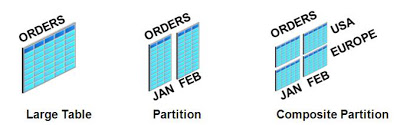 ORDERS
Large Table
ORDERS
JAN FEB
Partition
ORDERS
USA
EUROPE
JAN FEB
Composite Partition